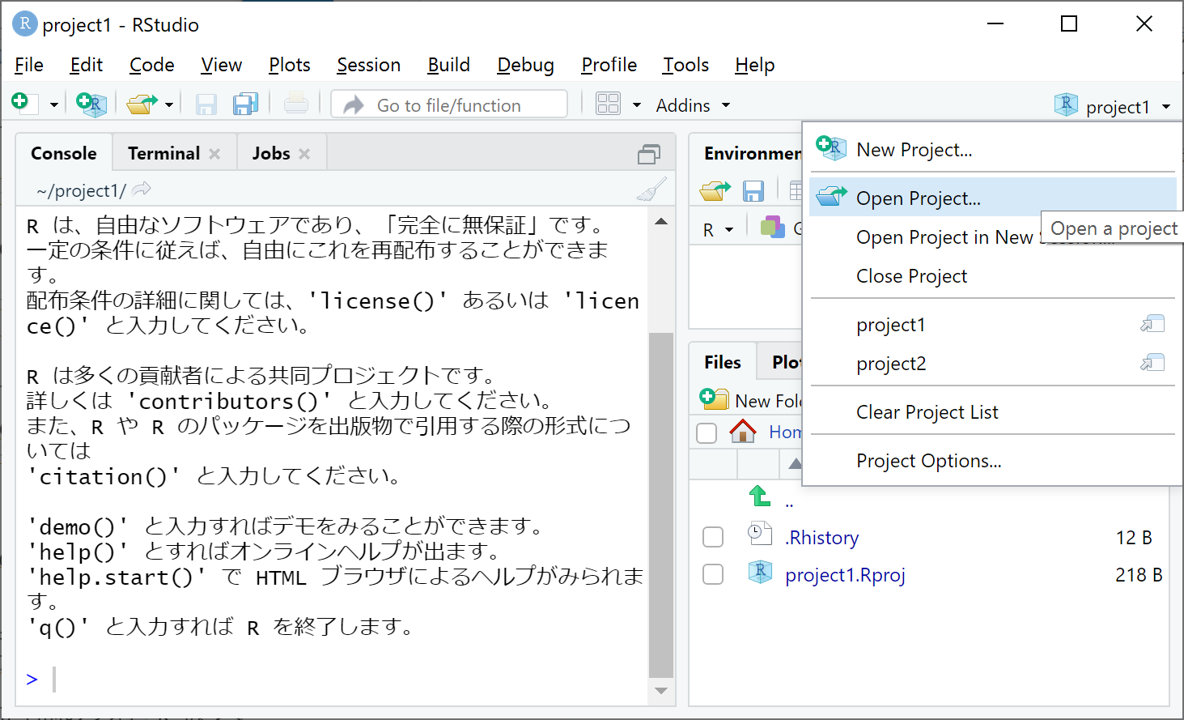 project1 - RStudio
File Edit Code View Plots Session Build Debug Profile Tools Help
Go to file/function Addins project1
Console Terminal Jobs
~/project1/
R は、自由なソフトウェアであり、「完全に無保証」です。
一定の条件に従えば、自由にこれを再配布することができま
す。
配布条件の詳細に関しては、'license()' あるいは 'licen
ce()' と入力してください。
R は多くの貢献者による共同プロジェクトです。
詳しくは 'contributors()' と入力してください。
また、R や R のパッケージを出版物で引用する際の形式につ
いては
'citation()' と入力してください。
'demo()' と入力すればデモをみることができます。
'help()' とすればオンラインヘルプが出ます。
'help.start()' で HTML ブラウザによるヘルプがみられま
す。
'q()' と入力すれば R を終了します。
>
Environmen
R
New Project...
Open Project...
Open a project
Open Project in New
Close Project
project1
project2
Clear Project List
Project Options...
Files Plo
New Fol
Hom
..
.Rhistory 12 B
project1.Rproj 218 B